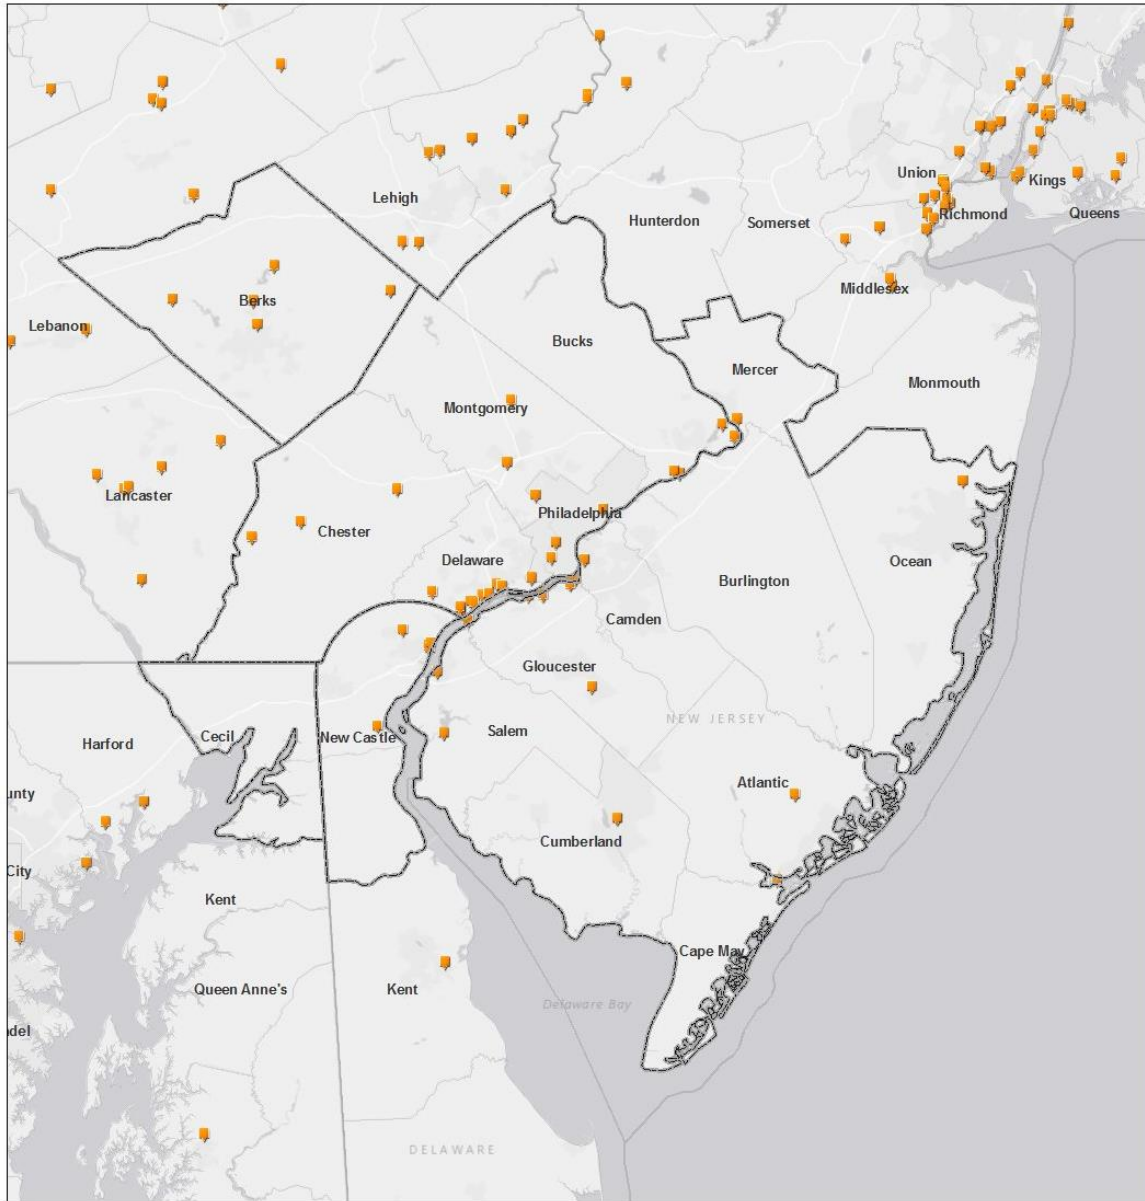 Lehigh
Union
Kings
Hunterdon
Somerset
Richmond
Queens
Middlesex
Berks
Lebanon
Bucks
Mercer
Monmouth
Montgomery
Lancaster
Philadelphia
Chester
Delaware
Ocean
Burlington
Camden
Gloucester
NEW JERSEY
Salem
Cecil
New Castle
Harford
Atlantic
unty
Cumberland
City
Kent
Cape May
Queen Anne's
Kent
Delaware Bay
del
DELAWARE